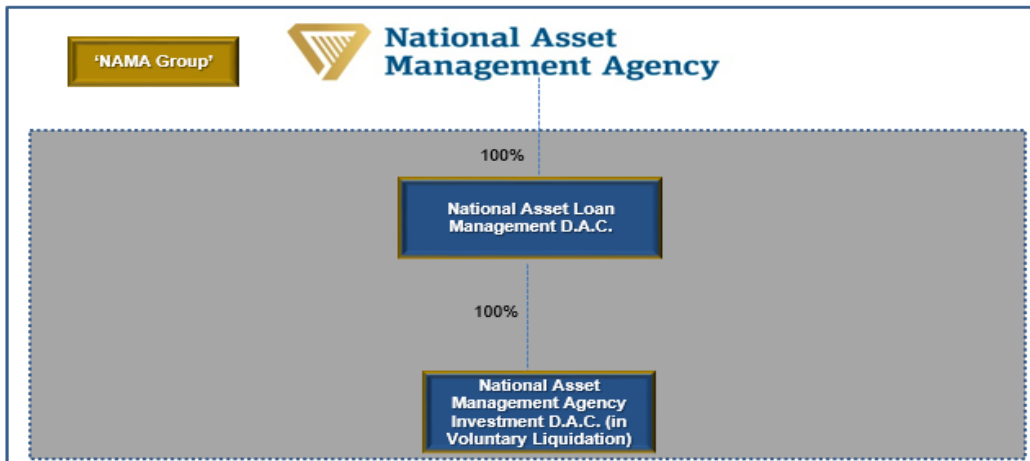 ‘NAMA Group’
National Asset
Management Agency
100%
National Asset Loan
Management D.A.C.
100%
National Asset
Management Agency
Investment D.A.C. (in
Voluntary Liquidation)